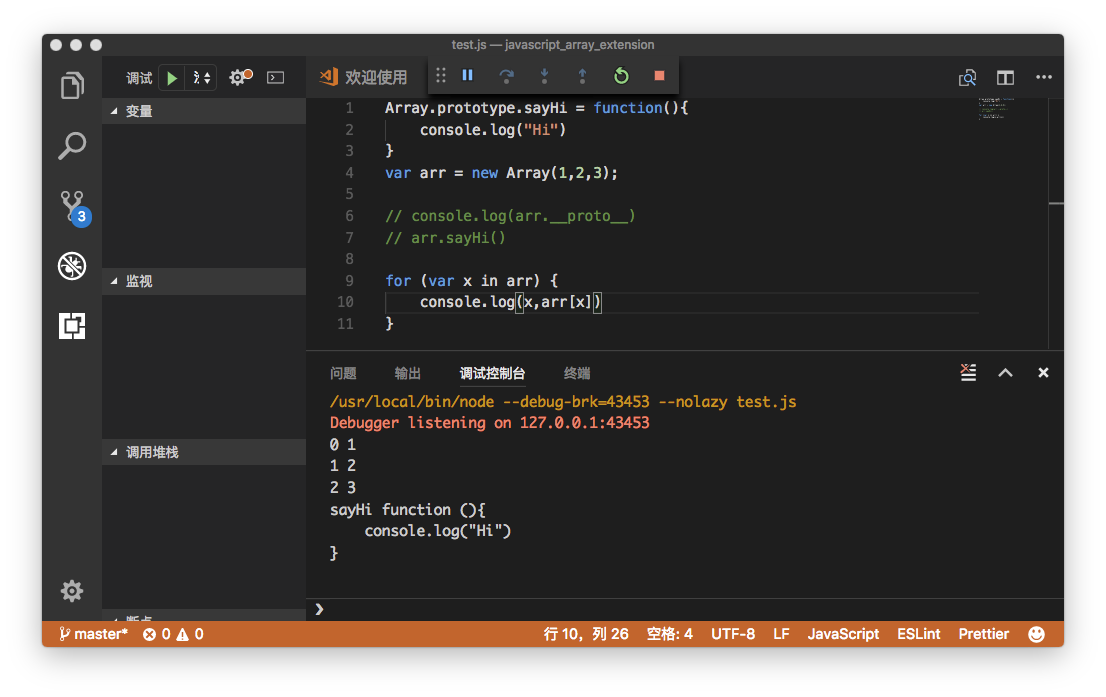 test.js — javascript_array_extension
调试
欢迎使用
变量
3
监视
调用堆栈
断点
1 Array.prototype.sayHi = function(){
2 console.log("Hi")
3 }
4 var arr = new Array(1,2,3);
5
6 // console.log(arr.__proto__)
7 // arr.sayHi()
8
9 for (var x in arr) {
10 console.log(x,arr[x])
11 }
问题 输出 调试控制台 终端
/usr/local/bin/node --debug-brk=43453 --nolazy test.js
Debugger listening on 127.0.0.1:43453
0 1
1 2
2 3
sayHi function (){
console.log("Hi")
}
master* 0 0 行 10，列 26 空格: 4 UTF-8 LF JavaScript ESLint Prettier